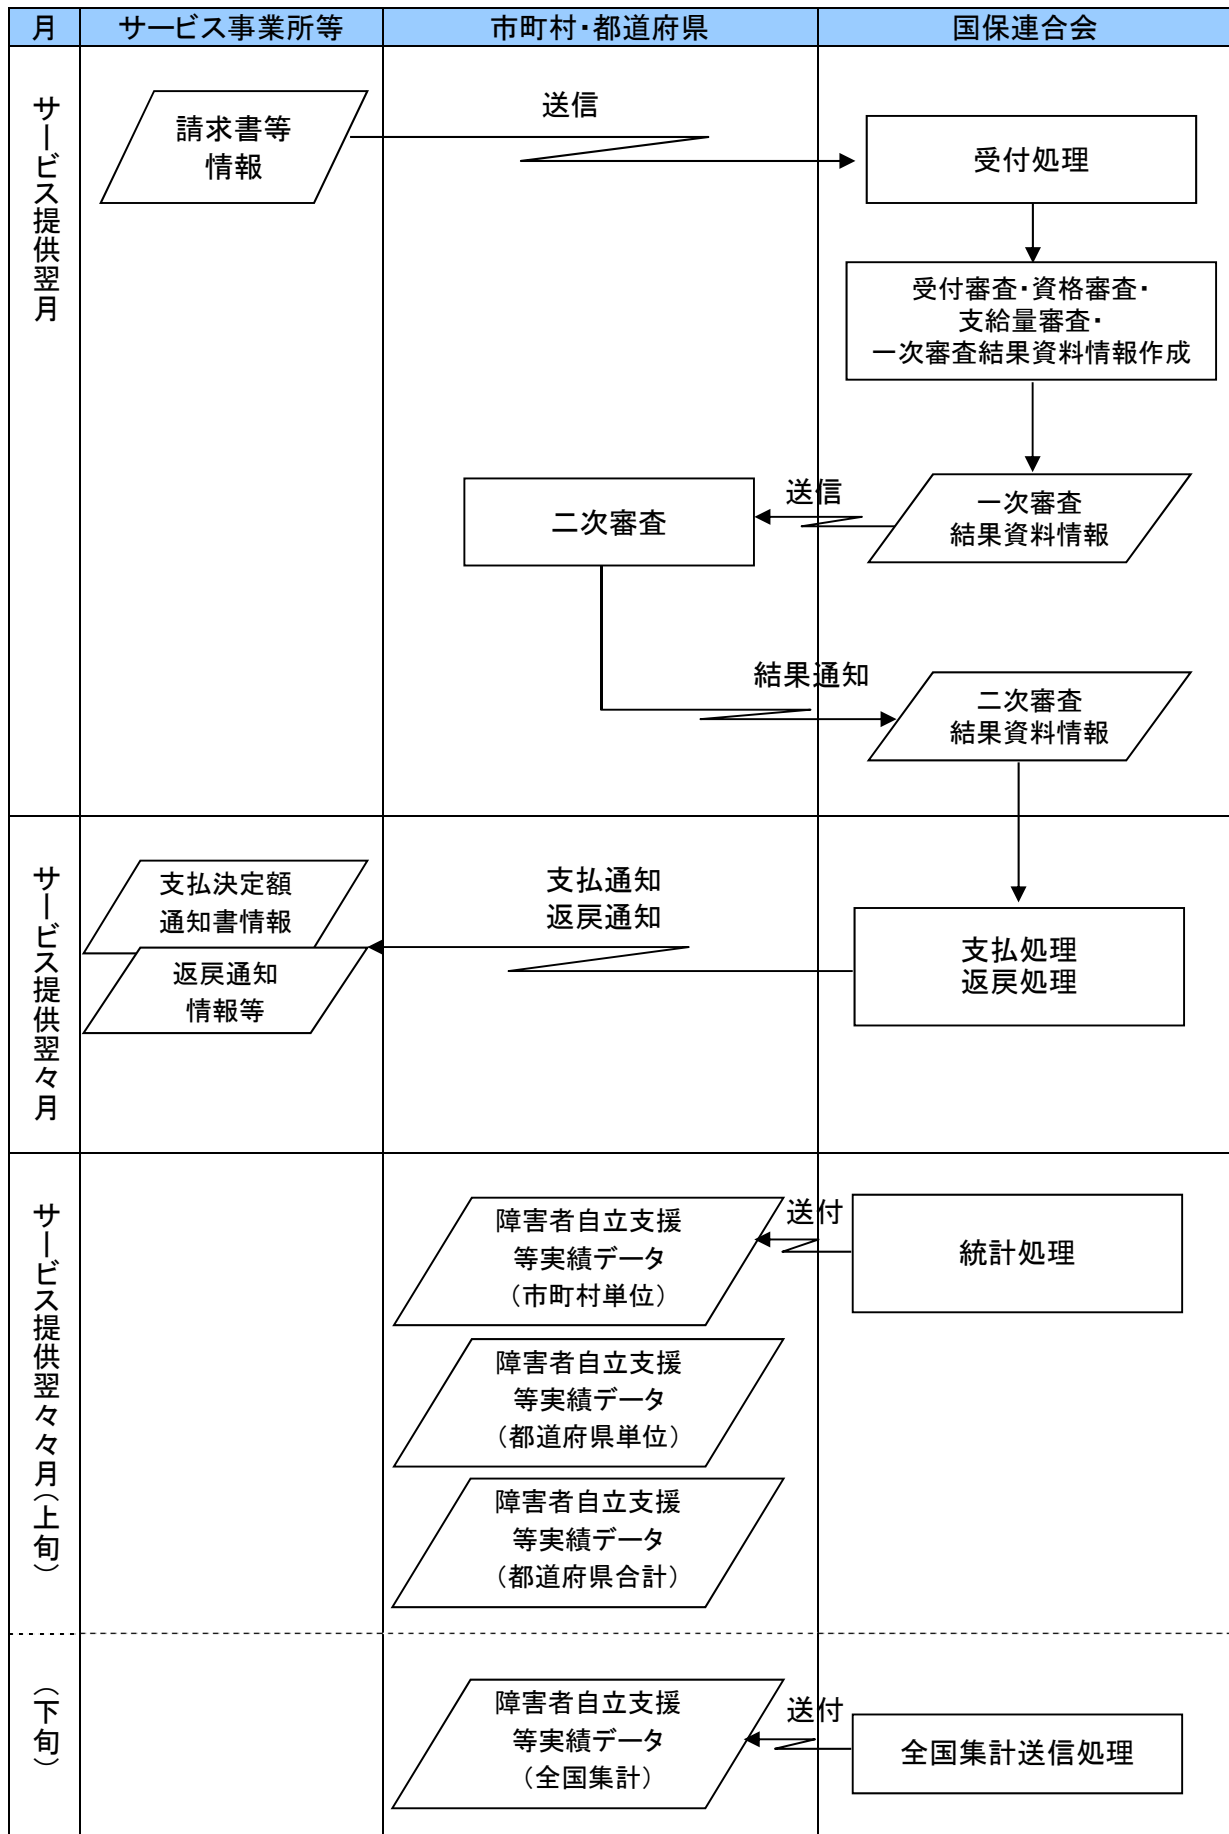 月
サービス事業所等
市町村・都道府県
国保連合会
サービス提供翌月
請求書等
情報
送信
受付処理
受付審査・資格審査・
支給量審査・
一次審査結果資料情報作成
一次審査
結果資料情報
送信
二次審査
結果通知
二次審査
結果資料情報
サービス提供翌々月
支払決定額
通知書情報
返戻通知
情報等
支払通知
返戻通知
支払処理
返戻処理
サービス提供翌々々月（上旬）
障害者自立支援
等実績データ
（市町村単位）
送付
統計処理
障害者自立支援
等実績データ
（都道府県単位）
障害者自立支援
等実績データ
（都道府県合計）
（下旬）
障害者自立支援
等実績データ
（全国集計）
送付
全国集計送信処理